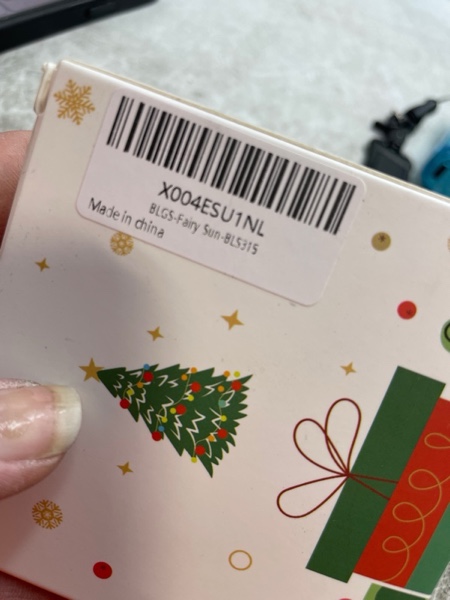 X004ESU1NL
BLGS-Fairy Sun-BLS315
Made in china